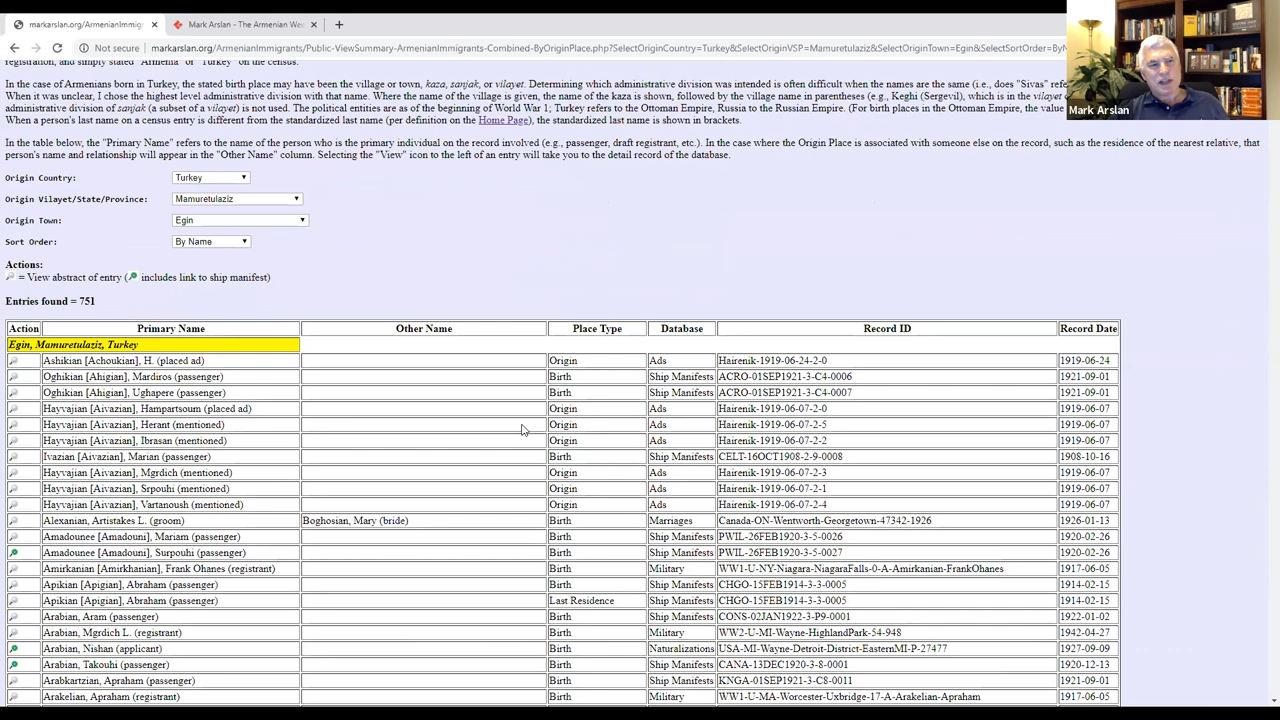 markarslan.org/ArmenianImmig
Mark Arslan - The Armenian Wee
Not secure
markarslan.org/ArmenianImmigrants/Public-ViewSummary-ArmenianImmigrants-Combined-ByOriginPlace.php?SelectOriginCountry=Turkey&SelectOriginVSP=Mamuretulaziz&SelectOriginTown=Egin&SelectSortOrder=ByN
registration, and simply stated "Armenia" or "Turkey" on the census.
In the case of Armenians born in Turkey, the stated birth place may have been the village or town, kaza, sanjak, or vilayet. Determining which administrative division was intended is often difficult when the names are the same (i.e., does "Sivas" refe
When it was unclear, I chose the highest level administrative division with that name. Where the name of the village is given, the name of the kaza is shown, followed by the village name in parentheses (e.g., Keghi (Sergevil), which is in the vilayet
administrative division of sanjak (a subset of a vilayet) is not used. The political entities are as of the beginning of World War 1; Turkey refers to the Ottoman Empire, Russia to the Russian Empire. (For birth places in the Ottoman Empire, the value
When a person's last name on a census entry is different from the standardized last name (by definition on the Home Page), the standardized last name is shown in brackets.
In the table below, the "Primary Name" refers to the name of the person who is the primary individual on the record involved (e.g., passenger, draft registrant, etc.). In the case where the Origin Place is associated with someone else on the record, such as the residence of the nearest relative, that
person's name and relationship will appear in the "Other Name" column. Selecting the "View" icon to the left of an entry will take you to the detail record of the database.
Origin Country: Turkey
Origin Vilayet/State/Province: Mamuretulaziz
Origin Town: Egin
Sort Order: By Name
Actions:
= View abstract of entry ( includes link to ship manifest)
Entries found = 751
Action Primary Name Other Name Place Type Database Record ID Record Date
Egin, Mamuretulaziz, Turkey
Ashikian [Achoukian], H. (placed ad) Origin Ads Hairenik-1919-06-24-2-0 1919-06-24
Oghikian [Ahigian], Mardiros (passenger) Birth Ship Manifests ACRO-01SEP1921-3-C4-0006 1921-09-01
Oghikian [Ahigian], Ughapere (passenger) Birth Ship Manifests ACRO-01SEP1921-3-C4-0007 1921-09-01
Hayvajian [Aivazian], Hampartsoum (placed ad) Origin Ads Hairenik-1919-06-07-2-0 1919-06-07
Hayvajian [Aivazian], Herant (mentioned) Origin Ads Hairenik-1919-06-07-2-5 1919-06-07
Hayvajian [Aivazian], Ibrasan (mentioned) Origin Ads Hairenik-1919-06-07-2-2 1919-06-07
Ivazian [Aivazian], Marian (passenger) Birth Ship Manifests CELT-16OCT1908-2-9-0008 1908-10-16
Hayvajian [Aivazian], Mgrdich (mentioned) Origin Ads Hairenik-1919-06-07-2-3 1919-06-07
Hayvajian [Aivazian], Srpouhi (mentioned) Origin Ads Hairenik-1919-06-07-2-1 1919-06-07
Hayvajian [Aivazian], Vartanoush (mentioned) Origin Ads Hairenik-1919-06-07-2-4 1919-06-07
Alexanian, Artistakes L. (groom) Boghosian, Mary (bride) Birth Marriages Canada-ON-Wentworth-Georgetown-47342-1926 1926-01-13
Amadounee [Amadouni], Mariam (passenger) Birth Ship Manifests PWIL-26FEB1920-3-5-0026 1920-02-26
Amadounee [Amadouni], Surpouhi (passenger) Birth Ship Manifests PWIL-26FEB1920-3-5-0027 1920-02-26
Amirkanian [Amirkhanian], Frank Ohanes (registrant) Birth Military WW1-U-NY-Niagara-NiagaraFalls-0-A-Amirkanian-FrankOhanes 1917-06-05
Apikian [Apigian], Abraham (passenger) Birth Ship Manifests CHGO-15FEB1914-3-3-0005 1914-02-15
Apikian [Apigian], Abraham (passenger) Last Residence Ship Manifests CHGO-15FEB1914-3-3-0005 1914-02-15
Arabian, Aram (passenger) Birth Ship Manifests CONS-02JAN1922-3-P9-0001 1922-01-02
Arabian, Mgrdich L. (registrant) Birth Military WW2-U-MI-Wayne-HighlandPark-54-948 1942-04-27
Arabian, Nishan (applicant) Birth Naturalizations USA-MI-Wayne-Detroit-District-EasternMI-P-27477 1927-09-09
Arabian, Takouhi (passenger) Birth Ship Manifests CANA-13DEC1920-3-8-0001 1920-12-13
Arabkartzian, Apraham (passenger) Birth Ship Manifests KNGA-01SEP1921-3-C8-0011 1921-09-01
Arakelian, Apraham (registrant) Birth Military WW1-U-MA-Worcester-Uxbridge-17-A-Arakelian-Apraham 1917-06-05
Mark Arslan